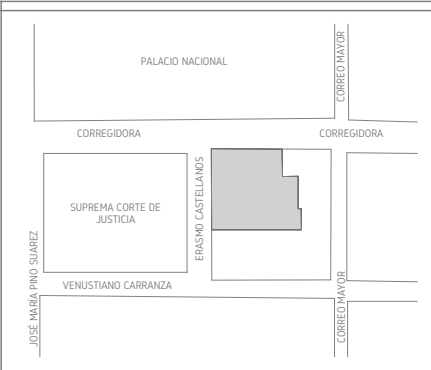 PALACIO NACIONAL
CORREO MAYOR
CORREGIDORA
CORREGIDORA
SUPREMA CORTE DE
JUSTICIA
ERASMO CASTELLANOS
JOSÉ MARÍA PINO SUAREZ
VENUSTIANO CARRANZA
CORREO MAYOR